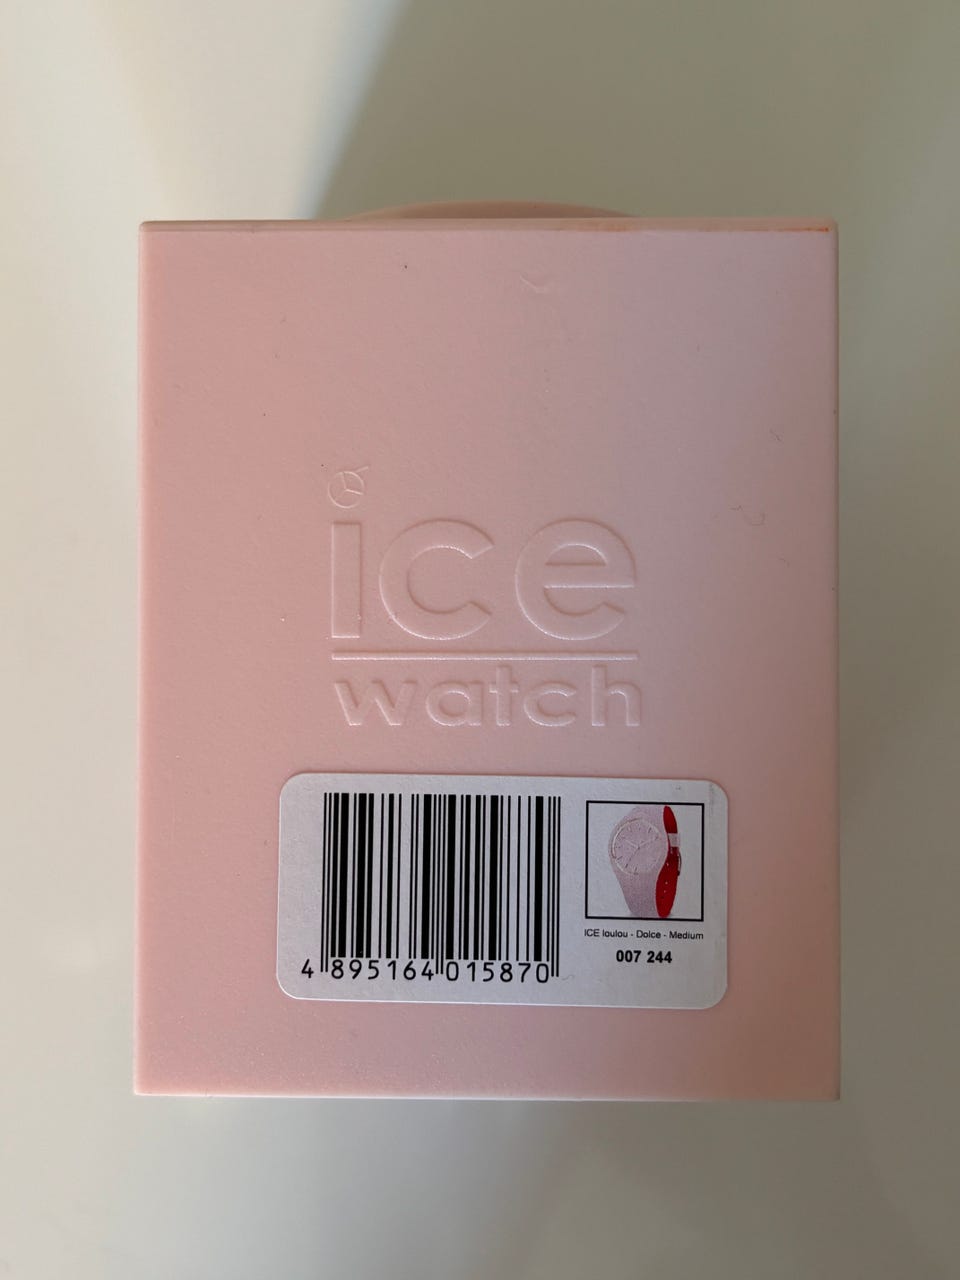 ice
watch
4 895164 015870
ICE loulou - Dolce - Medium
007 244